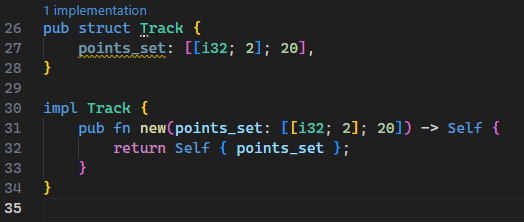 1 implementation
26 pub struct Track {
27     points_set: [[i32; 2]; 20],
28 }
29
30 impl Track {
31     pub fn new(points_set: [[i32; 2]; 20]) -> Self {
32         return Self { points_set };
33     }
34 }
35